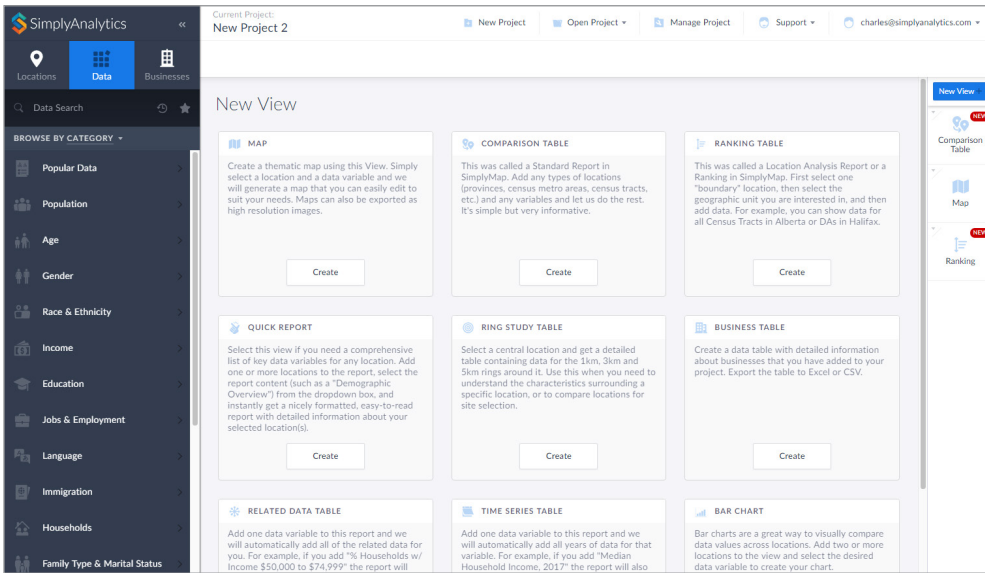 SimplyAnalytics «
Current Project:
New Project 2
New Project
Open Project
Manage Project
Support
charles@simplyanalytics.com
Locations
Data
Businesses
Data Search
BROWSE BY CATEGORY
Popular Data
Population
Age
Gender
Race & Ethnicity
Income
Education
Jobs & Employment
Language
Immigration
Households
Family Type & Marital Status
New View
MAP
Create a thematic map using this View. Simply
select a location and a data variable and we
will generate a map that you can easily edit to
suit your needs. Maps can also be exported as
high resolution images.
Create
COMPARISON TABLE
This was called a Standard Report in
SimplyMap. Add any types of locations
(provinces, census metro areas, census tracts,
etc.) and any variables and let us do the rest.
It's simple but very informative.
Create
RANKING TABLE
This was called a Location Analysis Report or a
Ranking in SimplyMap. First select one
"boundary" location, then select the
geographic unit you are interested in, and then
add data. For example, you can show data for
all Census Tracts in Alberta or DAs in Halifax.
Create
QUICK REPORT
Select this view if you need a comprehensive
list of key data variables for any location. Add
one or more locations to the report, select the
report content (such as a "Demographic
Overview") from the dropdown box, and
instantly get a nicely formatted, easy-to-read
report with detailed information about your
selected location(s).
Create
RING STUDY TABLE
Select a central location and get a detailed
table containing data for the 1km, 3km and
5km rings around it. Use this when you need to
understand the characteristics surrounding a
specific location, or to compare locations for
site selection.
Create
BUSINESS TABLE
Create a data table with detailed information
about businesses that you have added to your
project. Export the table to Excel or CSV.
Create
RELATED DATA TABLE
Add one data variable to this report and we
will automatically add all of the related data for
you. For example, if you add "% Households w/
Income $50,000 to $74,999" the report will
TIME SERIES TABLE
Add one data variable to this report and we
will automatically add all years of data for that
variable. For example, if you add "Median
Household Income, 2017" the report will also
BAR CHART
Bar charts are a great way to visually compare
data values across locations. Add two or more
locations to the view and select the desired
data variable to create your chart.
New View
NEW
Comparison
Table
Map
NEW
Ranking